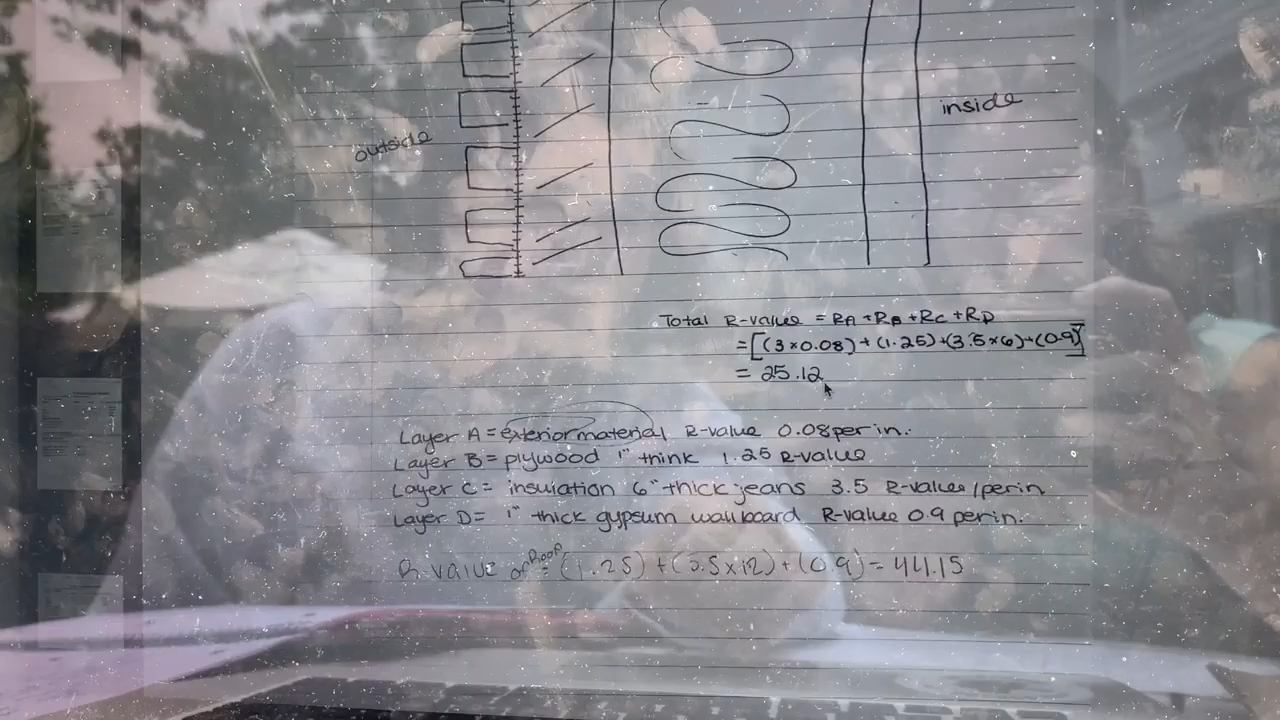 outside
inside
Total R-value = RA + RB + Rc + RD
= [(3 x 0.08) + (1.25) + (3.5 x 6) + (0.9)]
= 25.12
Layer A = exterior material R-value 0.08 per in.
Layer B = plywood 1" think 1.25 R-value
Layer C = insulation 6" thick jeans 3.5 R-values/perin
Layer D = 1" thick gypsum wallboard R-value 0.9 per in.
R value of Roof = (1.25) + (3.5 x 12) + (0.9) = 44.15